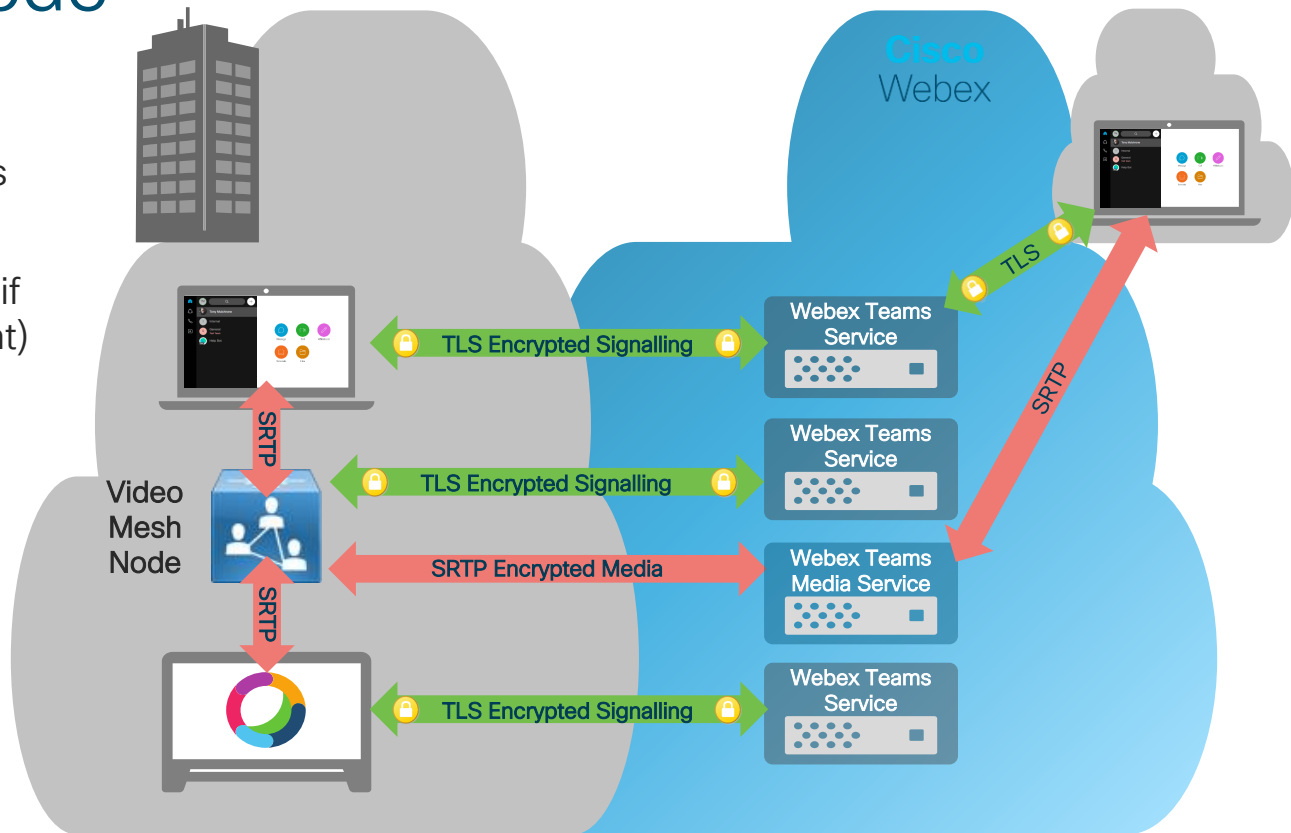 s
if
t)
Cisco
Webex
TLS
Webex Teams
Service
TLS Encrypted Signalling
SRTP
SRTP
Webex Teams
Service
TLS Encrypted Signalling
Video
Mesh
Node
Webex Teams
Media Service
SRTP Encrypted Media
SRTP
Webex Teams
Service
TLS Encrypted Signalling